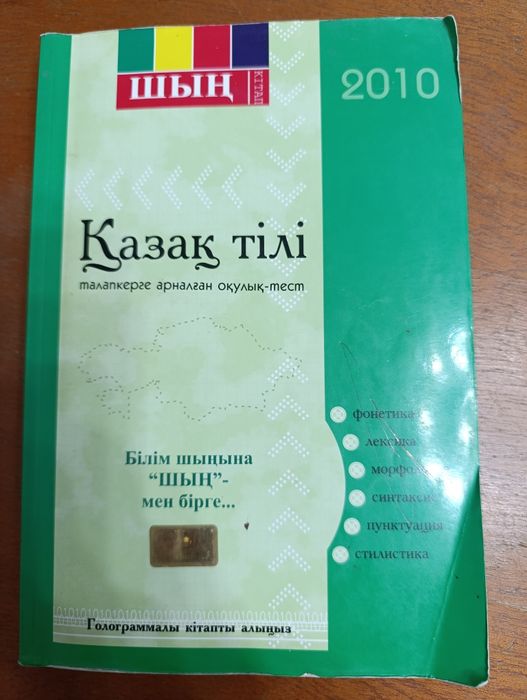 ШЫҢ
КІТАП
2010
Қазақ тілі
талапкерге арналған оқулық-тест
фонетика
лексика
синтаксис
пунктуация
стилистика
Білім шыңына
“ШЫҢ”-
мен бірге...
Голограммалы кітапты алыңыз